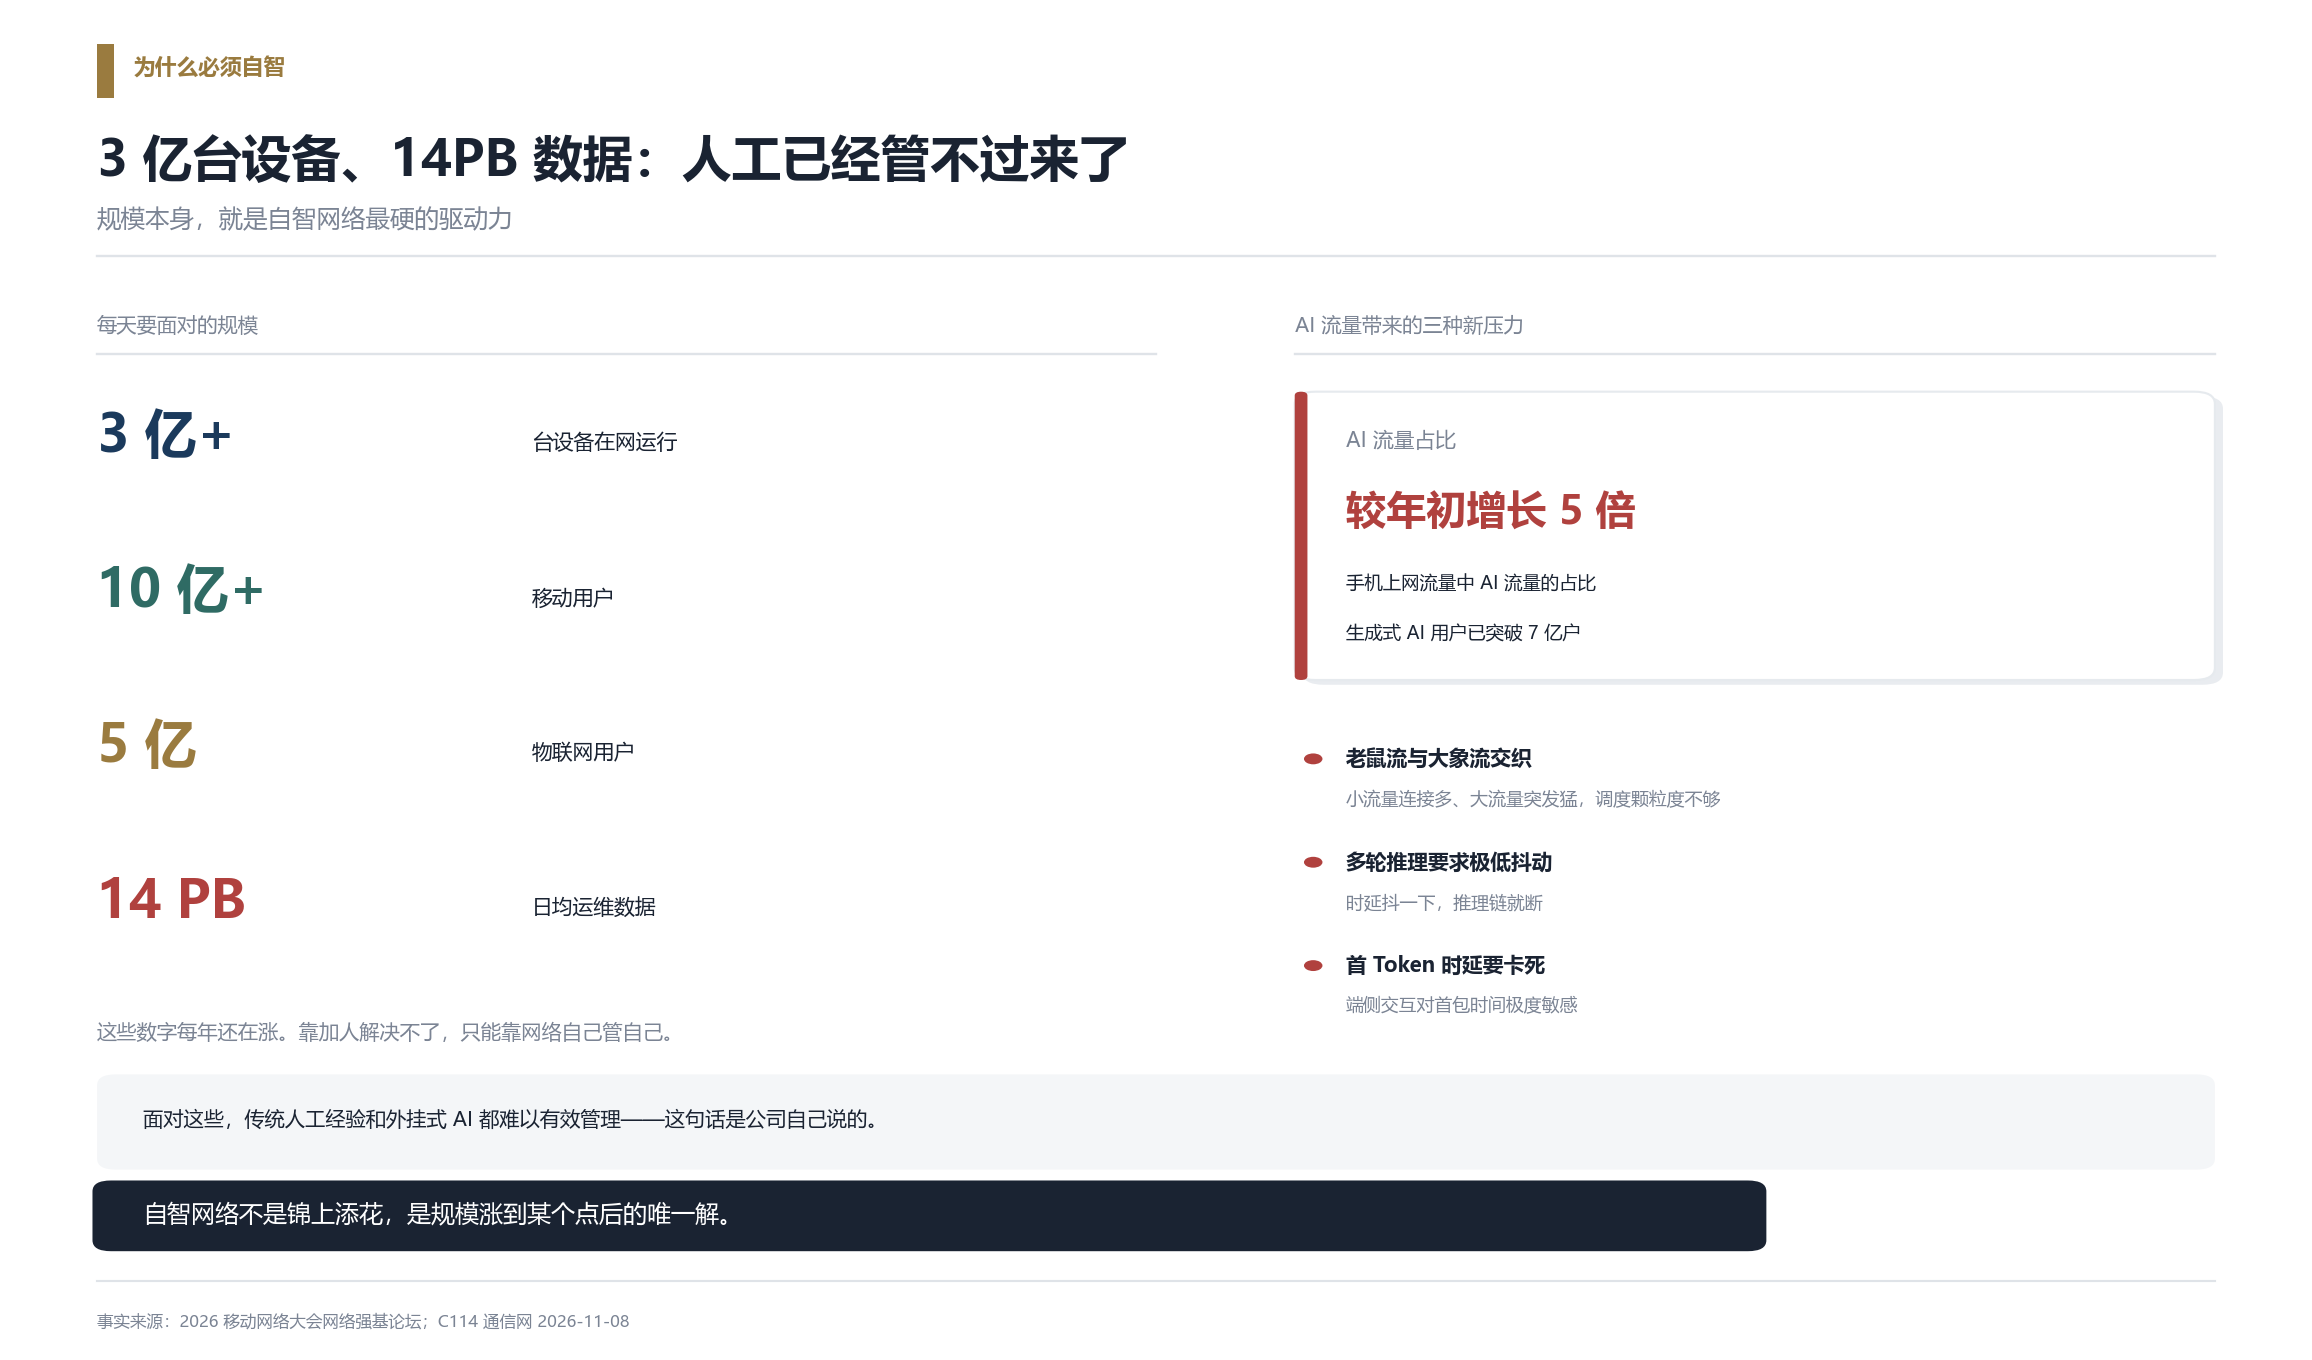 为什么必须自智
3 亿台设备、14PB 数据：人工已经管不过来了
规模本身，就是自智网络最硬的驱动力
每天要面对的规模
3 亿+
台设备在网运行
10 亿+
移动用户
5 亿
物联网用户
14 PB
日均运维数据
这些数字每年还在涨。靠加人解决不了，只能靠网络自己管自己。
AI 流量带来的三种新压力
AI 流量占比
较年初增长 5 倍
手机上网流量中 AI 流量的占比
生成式 AI 用户已突破 7 亿户
老鼠流与大象流交织
小流量连接多、大流量突发猛，调度颗粒度不够
多轮推理要求极低抖动
时延抖一下，推理链就断
首 Token 时延要卡死
端侧交互对首包时间极度敏感
面对这些，传统人工经验和外挂式 AI 都难以有效管理——这句话是公司自己说的。
自智网络不是锦上添花，是规模涨到某个点后的唯一解。
事实来源：2026 移动网络大会网络强基论坛；C114 通信网 2026-11-08